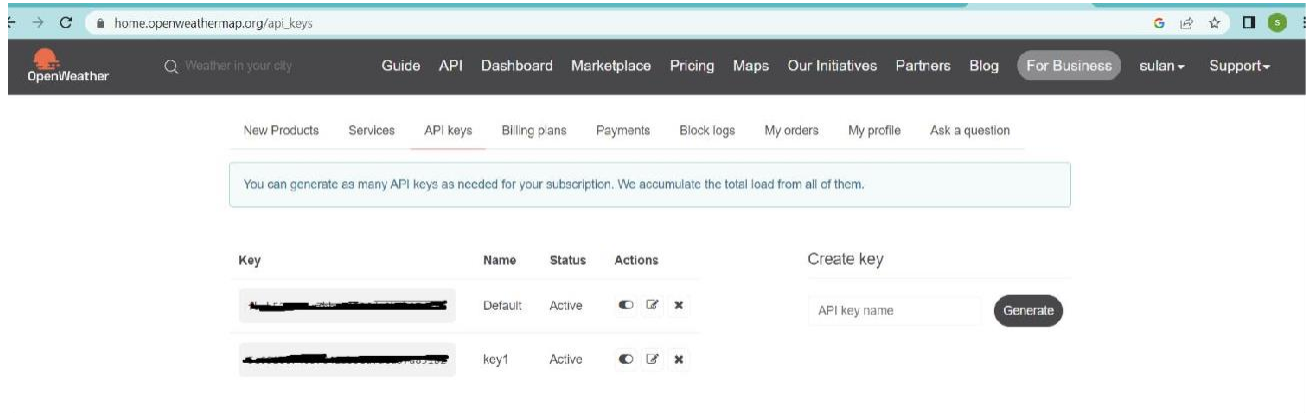 home.openweathermap.org/api_keys
OpenWeather
Weather in your city
Guide API Dashboard Marketplace Pricing Maps Our Initiatives Partners Blog For Business sulan Support
New Products Services API keys Billing plans Payments Block logs My orders My profile Ask a question
You can generate as many API keys as needed for your subscription. We accumulate the total load from all of them.
Key Name Status Actions
Create key
Default Active
API key name Generate
key1 Active